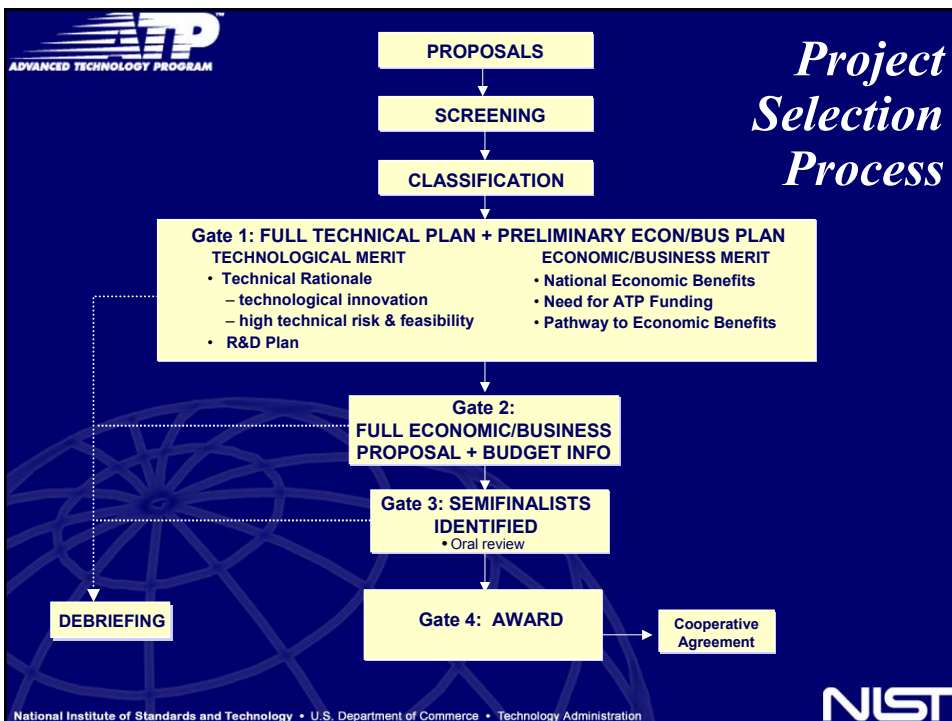 ATP™
ADVANCED TECHNOLOGY PROGRAM
Project
Selection
Process
PROPOSALS
SCREENING
CLASSIFICATION
Gate 1: FULL TECHNICAL PLAN + PRELIMINARY ECON/BUS PLAN
TECHNOLOGICAL MERIT
• Technical Rationale
– technological innovation
– high technical risk & feasibility
• R&D Plan
ECONOMIC/BUSINESS MERIT
• National Economic Benefits
• Need for ATP Funding
• Pathway to Economic Benefits
Gate 2:
FULL ECONOMIC/BUSINESS
PROPOSAL + BUDGET INFO
Gate 3: SEMIFINALISTS
IDENTIFIED
• Oral review
DEBRIEFING
Gate 4: AWARD
Cooperative
Agreement
National Institute of Standards and Technology • U.S. Department of Commerce • Technology Administration
NIST